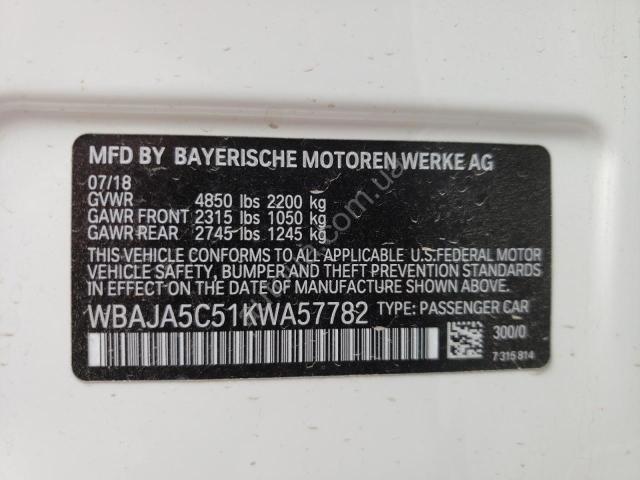 MFD BY BAYERISCHE MOTOREN WERKE AG
07/18
GVWR 4850 lbs 2200 kg
GAWR FRONT 2315 lbs 1050 kg
GAWR REAR 2745 lbs 1245 kg
THIS VEHICLE CONFORMS TO ALL APPLICABLE U.S.FEDERAL MOTOR
VEHICLE SAFETY, BUMPER AND THEFT PREVENTION STANDARDS
IN EFFECT ON THE DATE OF MANUFACTURE SHOWN ABOVE.
WBAJA5C51KWA57782 TYPE: PASSENGER CAR
300/0
7 315 814